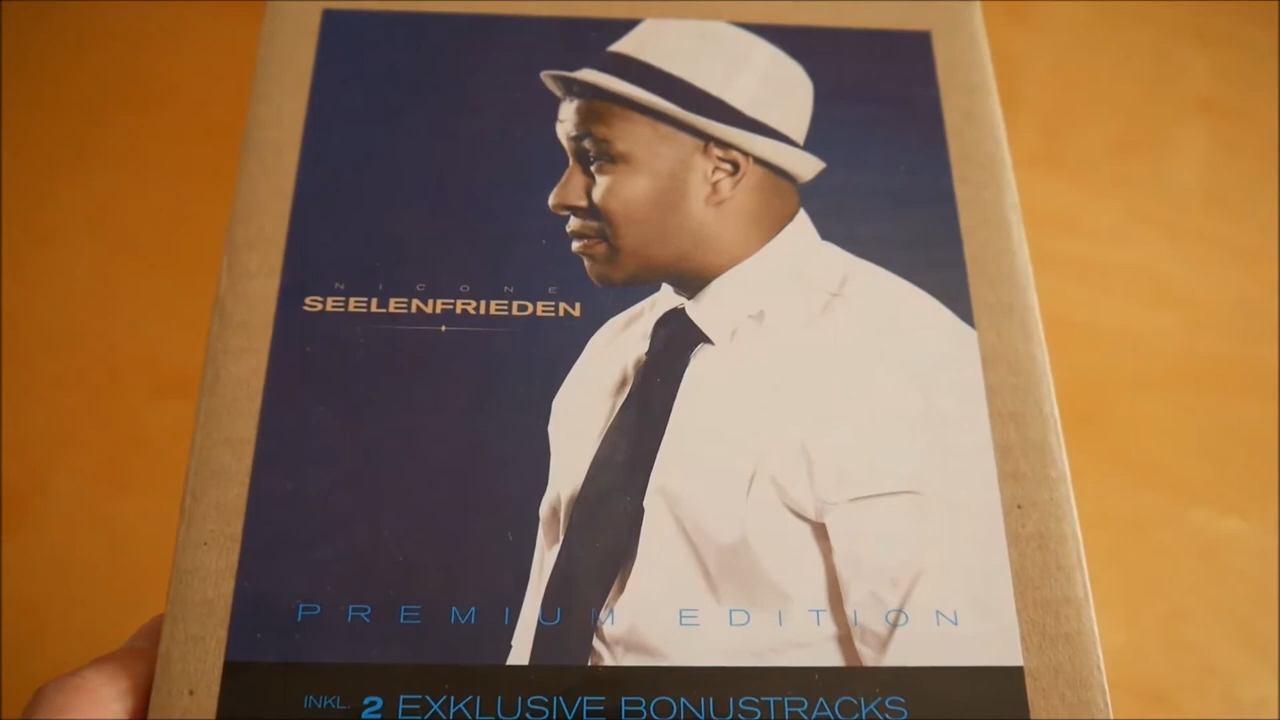 NICONE
SEELENFRIEDEN
PREMIUM EDITION
INKL. 2 EXKLUSIVE BONUSTRACKS